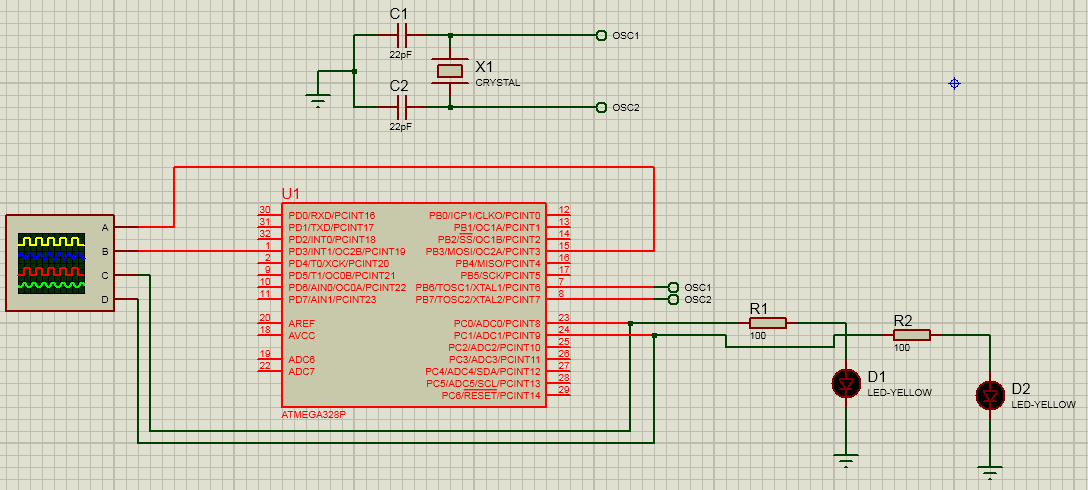 C1
22pF
OSC1
X1
CRYSTAL
C2
22pF
OSC2
U1
A
B
C
D
30 PD0/RXD/PCINT16 PB0/ICP1/CLKO/PCINT0 12
31 PD1/TXD/PCINT17 PB1/OC1A/PCINT1 13
32 PD2/INT0/PCINT18 PB2/SS/OC1B/PCINT2 14
1 PD3/INT1/OC2B/PCINT19 PB3/MOSI/OC2A/PCINT3 15
2 PD4/T0/XCK/PCINT20 PB4/MISO/PCINT4 16
9 PD5/T1/OC0B/PCINT21 PB5/SCK/PCINT5 17
10 PD6/AIN0/OC0A/PCINT22 PB6/TOSC1/XTAL1/PCINT6 7 OSC1
11 PD7/AIN1/PCINT23 PB7/TOSC2/XTAL2/PCINT7 8 OSC2
20 AREF PC0/ADC0/PCINT8 23
18 AVCC PC1/ADC1/PCINT9 24
PC2/ADC2/PCINT10 25
19 ADC6 PC3/ADC3/PCINT11 26
22 ADC7 PC4/ADC4/SDA/PCINT12 27
PC5/ADC5/SCL/PCINT13 28
PC6/RESET/PCINT14 29
ATMEGA328P
R1
100
R2
100
D1
LED-YELLOW
D2
LED-YELLOW